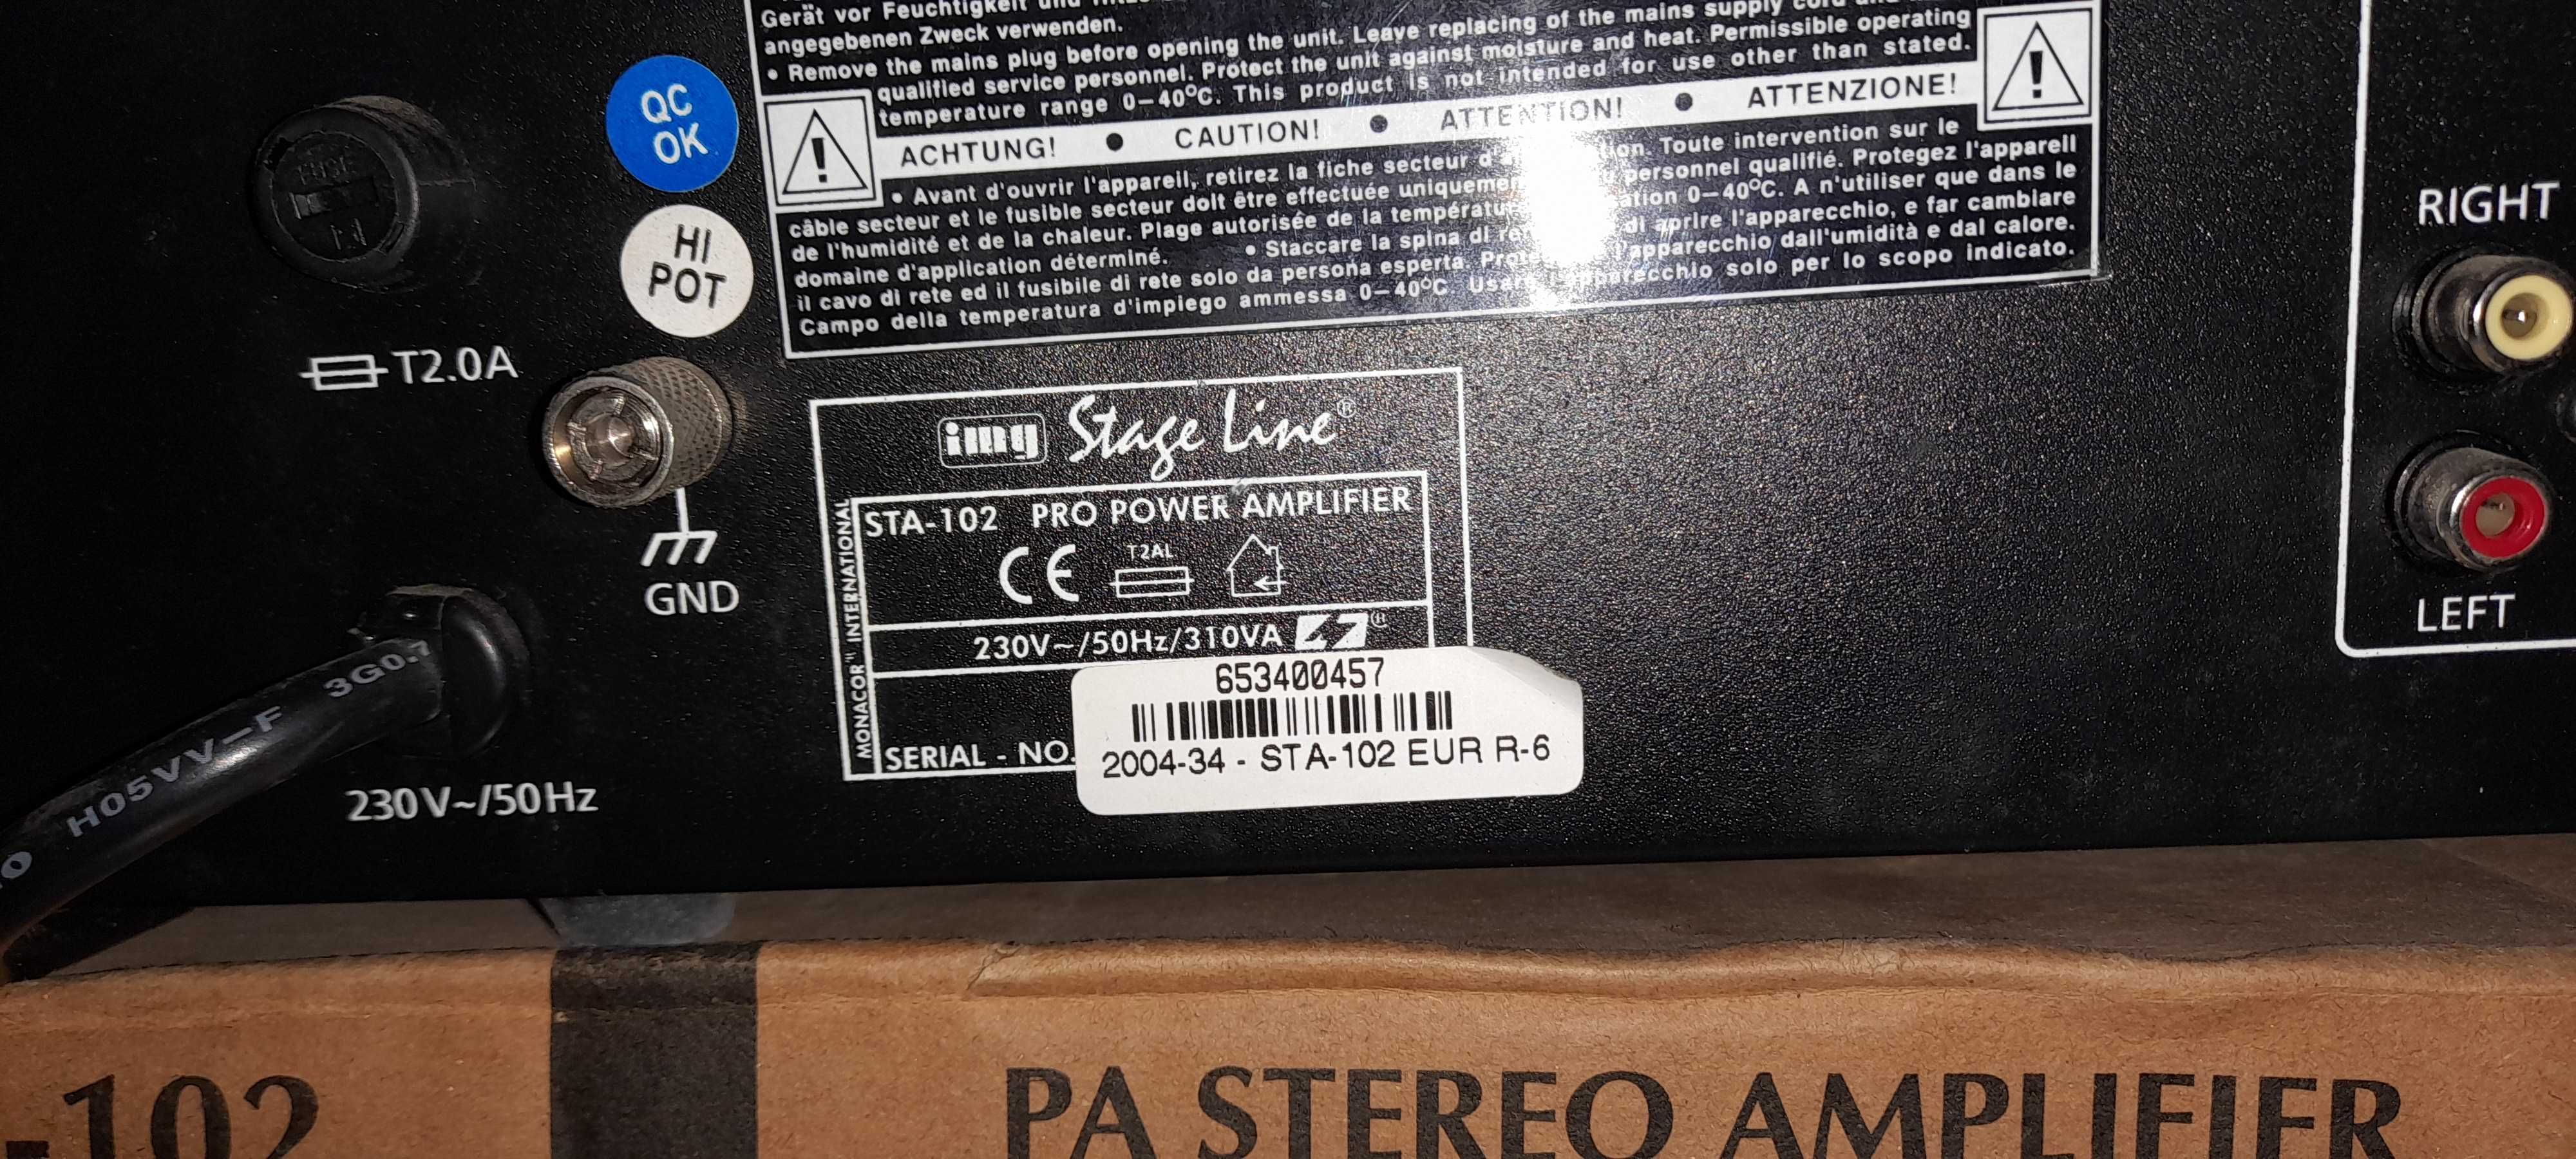 Gerät vor Feuchtigkeit und
angegebenen Zweck verwenden.
• Remove the mains plug before opening the unit. Leave replacing of the mains supply cord
qualified service personnel. Protect the unit against moisture and heat. Permissible operating
temperature range 0–40°C. This product is not intended for use other than stated.
ACHTUNG! • CAUTION! • ATTENTION! • ATTENZIONE!
• Avant d'ouvrir l'appareil, retirez la fiche secteur Toute intervention sur le
câble secteur et le fusible secteur doit être effectuée personnel qualifié. Protegez l'appareil
de l'humidité et de la chaleur. Plage autorisée de la 0–40°C. A n'utiliser que dans le
domaine d'application déterminé. • Staccare la spina di di aprire l'apparecchio, e far cambiare
il cavo di rete ed il fusibile di rete solo da persona esperta. l'apparecchio dall'umidità e dal calore.
Campo della temperatura d'impiego ammessa 0–40°C solo per lo scopo indicato.
QC
OK
HI
POT
FUSE
T2.0A
GND
230V~/50Hz
H05VV-F 3G0.7
img Stage Line®
MONACOR® INTERNATIONAL
STA-102 PRO POWER AMPLIFIER
CE T2AL
230V~/50Hz/310VA
SERIAL - NO.
653400457
2004-34 - STA-102 EUR R-6
RIGHT
LEFT
-102 PA STEREO AMPLIFIER